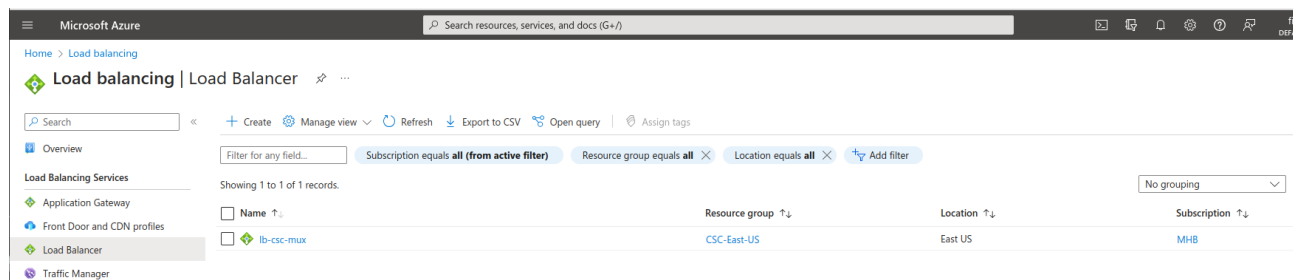 Microsoft Azure
Search resources, services, and docs (G+/)
Home > Load balancing
Load balancing | Load Balancer
Search
Create Manage view Refresh Export to CSV Open query Assign tags
Overview
Filter for any field... Subscription equals all (from active filter) Resource group equals all Location equals all Add filter
Load Balancing Services
Showing 1 to 1 of 1 records. No grouping
Application Gateway
Name Resource group Location Subscription
Front Door and CDN profiles
lb-csc-mux CSC-East-US East US MHB
Load Balancer
Traffic Manager